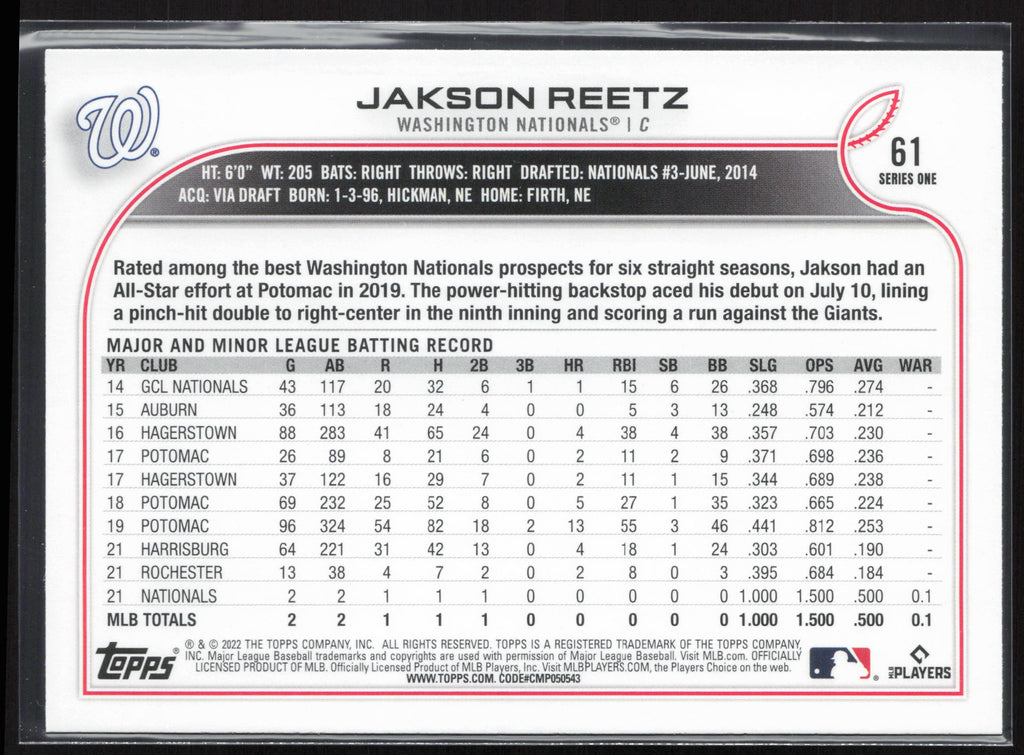 W®
JAKSON REETZ
WASHINGTON NATIONALS® | C
61
SERIES ONE
HT: 6'0" WT: 205 BATS: RIGHT THROWS: RIGHT DRAFTED: NATIONALS #3-JUNE, 2014
ACQ: VIA DRAFT BORN: 1-3-96, HICKMAN, NE HOME: FIRTH, NE
Rated among the best Washington Nationals prospects for six straight seasons, Jakson had an
All-Star effort at Potomac in 2019. The power-hitting backstop aced his debut on July 10, lining
a pinch-hit double to right-center in the ninth inning and scoring a run against the Giants.
MAJOR AND MINOR LEAGUE BATTING RECORD
YR CLUB G AB R H 2B 3B HR RBI SB BB SLG OPS AVG WAR
14 GCL NATIONALS 43 117 20 32 6 1 1 15 6 26 .368 .796 .274 -
15 AUBURN 36 113 18 24 4 0 0 5 3 13 .248 .574 .212 -
16 HAGERSTOWN 88 283 41 65 24 0 4 38 4 38 .357 .703 .230 -
17 POTOMAC 26 89 8 21 6 0 2 11 2 9 .371 .698 .236 -
17 HAGERSTOWN 37 122 16 29 7 0 2 11 1 15 .344 .689 .238 -
18 POTOMAC 69 232 25 52 8 0 5 27 1 35 .323 .665 .224 -
19 POTOMAC 96 324 54 82 18 2 13 55 3 46 .441 .812 .253 -
21 HARRISBURG 64 221 31 42 13 0 4 18 1 24 .303 .601 .190 -
21 ROCHESTER 13 38 4 7 2 0 2 8 0 3 .395 .684 .184 -
21 NATIONALS 2 2 1 1 1 0 0 0 0 0 1.000 1.500 .500 0.1
MLB TOTALS 2 2 1 1 1 0 0 0 0 0 1.000 1.500 .500 0.1
topps®
® & © 2022 THE TOPPS COMPANY, INC. ALL RIGHTS RESERVED. TOPPS IS A REGISTERED TRADEMARK OF THE TOPPS COMPANY,
INC. Major League Baseball trademarks and copyrights are used with permission of Major League Baseball. Visit MLB.com. OFFICIALLY
LICENSED PRODUCT OF MLB. Officially Licensed Product of MLB Players, Inc. Visit MLBPLAYERS.COM, the Players Choice on the web.
WWW.TOPPS.COM. CODE#CMP050543
®
MLB PLAYERS